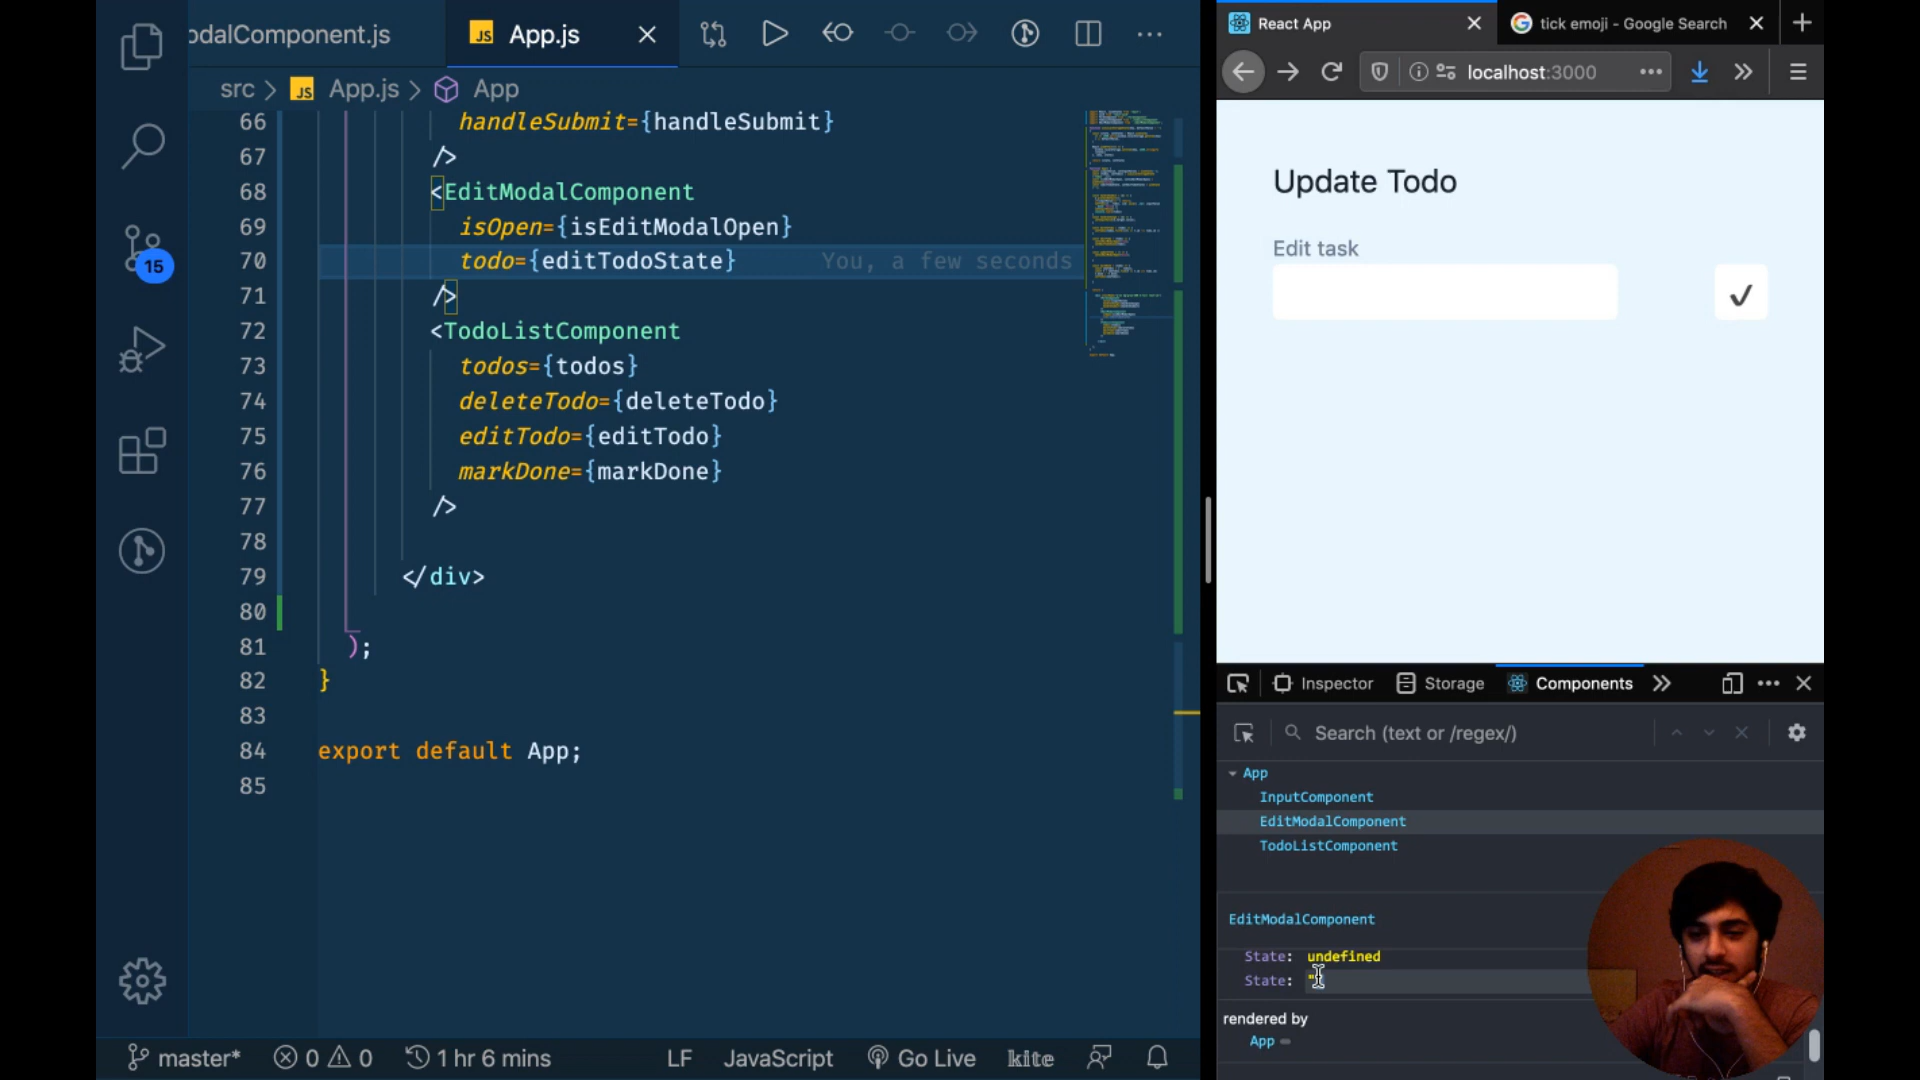 odalComponent.js
JS App.js
src > JS App.js > App
66 handleSubmit={handleSubmit}
67 />
68 <EditModalComponent
69 isOpen={isEditModalOpen}
70 todo={editTodoState} You, a few seconds
71 />
72 <TodoListComponent
73 todos={todos}
74 deleteTodo={deleteTodo}
75 editTodo={editTodo}
76 markDone={markDone}
77 />
78
79 </div>
80
81 );
82 }
83
84 export default App;
85
15
master*
0
0
1 hr 6 mins
LF
JavaScript
Go Live
kite
React App
tick emoji - Google Search
localhost:3000
Update Todo
Edit task
Inspector
Storage
Components
Search (text or /regex/)
App
InputComponent
EditModalComponent
TodoListComponent
EditModalComponent
State: undefined
State: "
rendered by
App